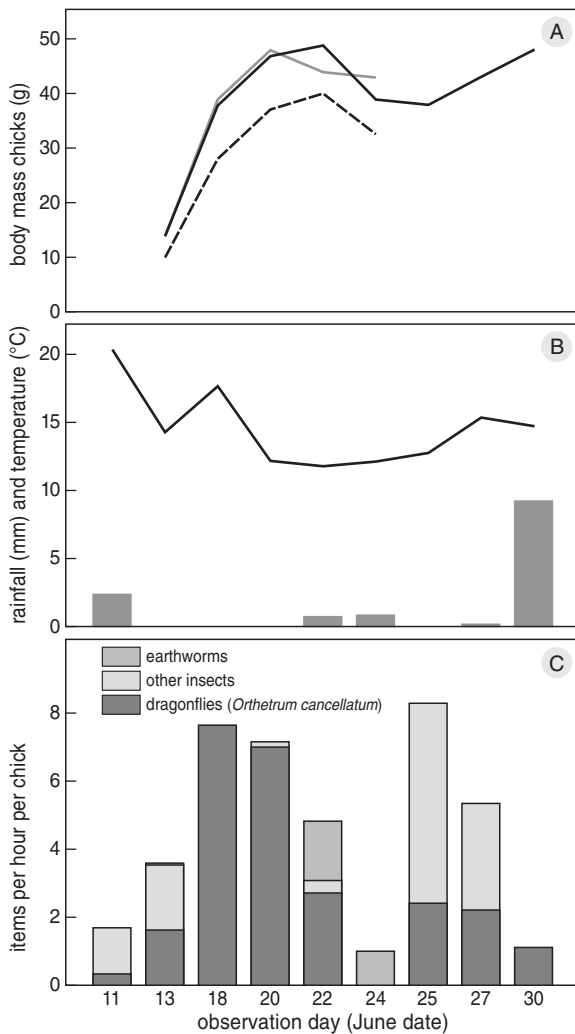 A
body mass chicks (g)
50
40
30
20
10
0
B
rainfall (mm) and temperature (°C)
20
15
10
5
0
C
items per hour per chick
earthworms
other insects
dragonflies (Orthetrum cancellatum)
8
6
4
2
0
11 13 18 20 22 24 25 27 30
observation day (June date)